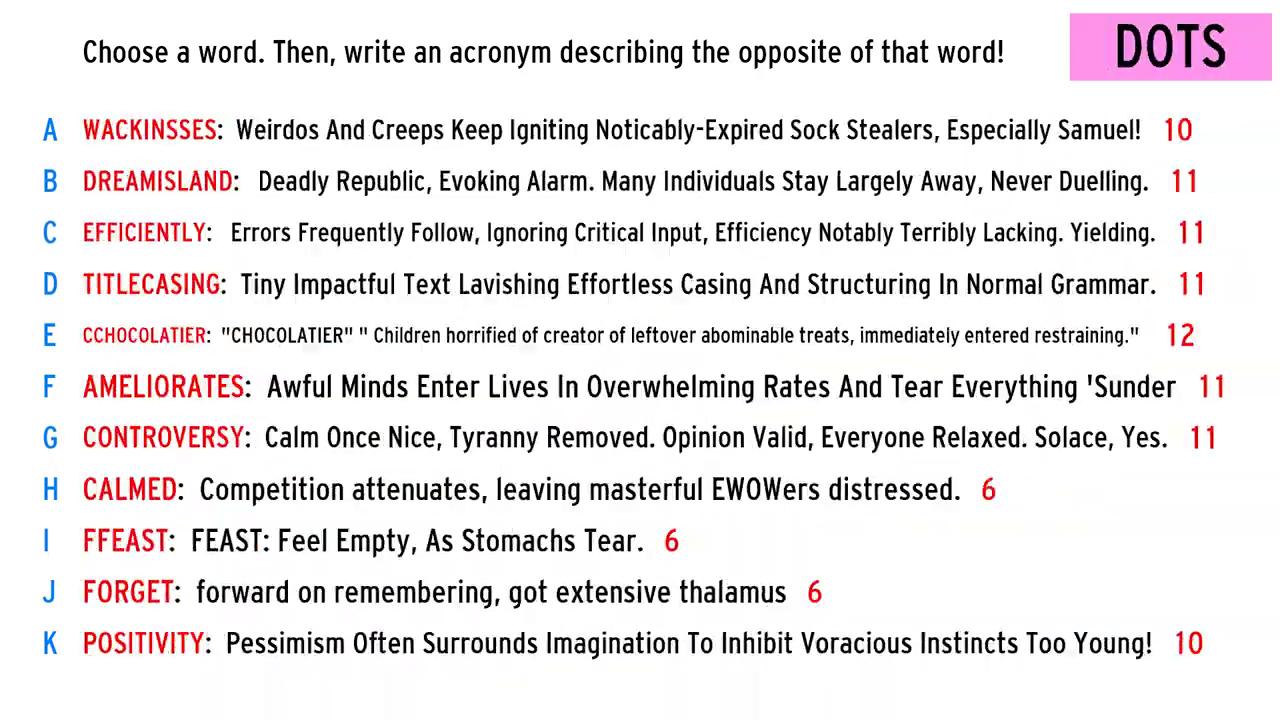 Choose a word. Then, write an acronym describing the opposite of that word!
DOTS
A WACKINSSES: Weirdos And Creeps Keep Igniting Noticably-Expired Sock Stealers, Especially Samuel! 10
B DREAMISLAND: Deadly Republic, Evoking Alarm. Many Individuals Stay Largely Away, Never Duelling. 11
C EFFICIENTLY: Errors Frequently Follow, Ignoring Critical Input, Efficiency Notably Terribly Lacking. Yielding. 11
D TITLECASING: Tiny Impactful Text Lavishing Effortless Casing And Structuring In Normal Grammar. 11
E CCHOCOLATIER: "CHOCOLATIER" " Children horrified of creator of leftover abominable treats, immediately entered restraining." 12
F AMELIORATES: Awful Minds Enter Lives In Overwhelming Rates And Tear Everything 'Sunder 11
G CONTROVERSY: Calm Once Nice, Tyranny Removed. Opinion Valid, Everyone Relaxed. Solace, Yes. 11
H CALMED: Competition attenuates, leaving masterful EWOWers distressed. 6
I FFEAST: FEAST: Feel Empty, As Stomachs Tear. 6
J FORGET: forward on remembering, got extensive thalamus 6
K POSITIVITY: Pessimism Often Surrounds Imagination To Inhibit Voracious Instincts Too Young! 10